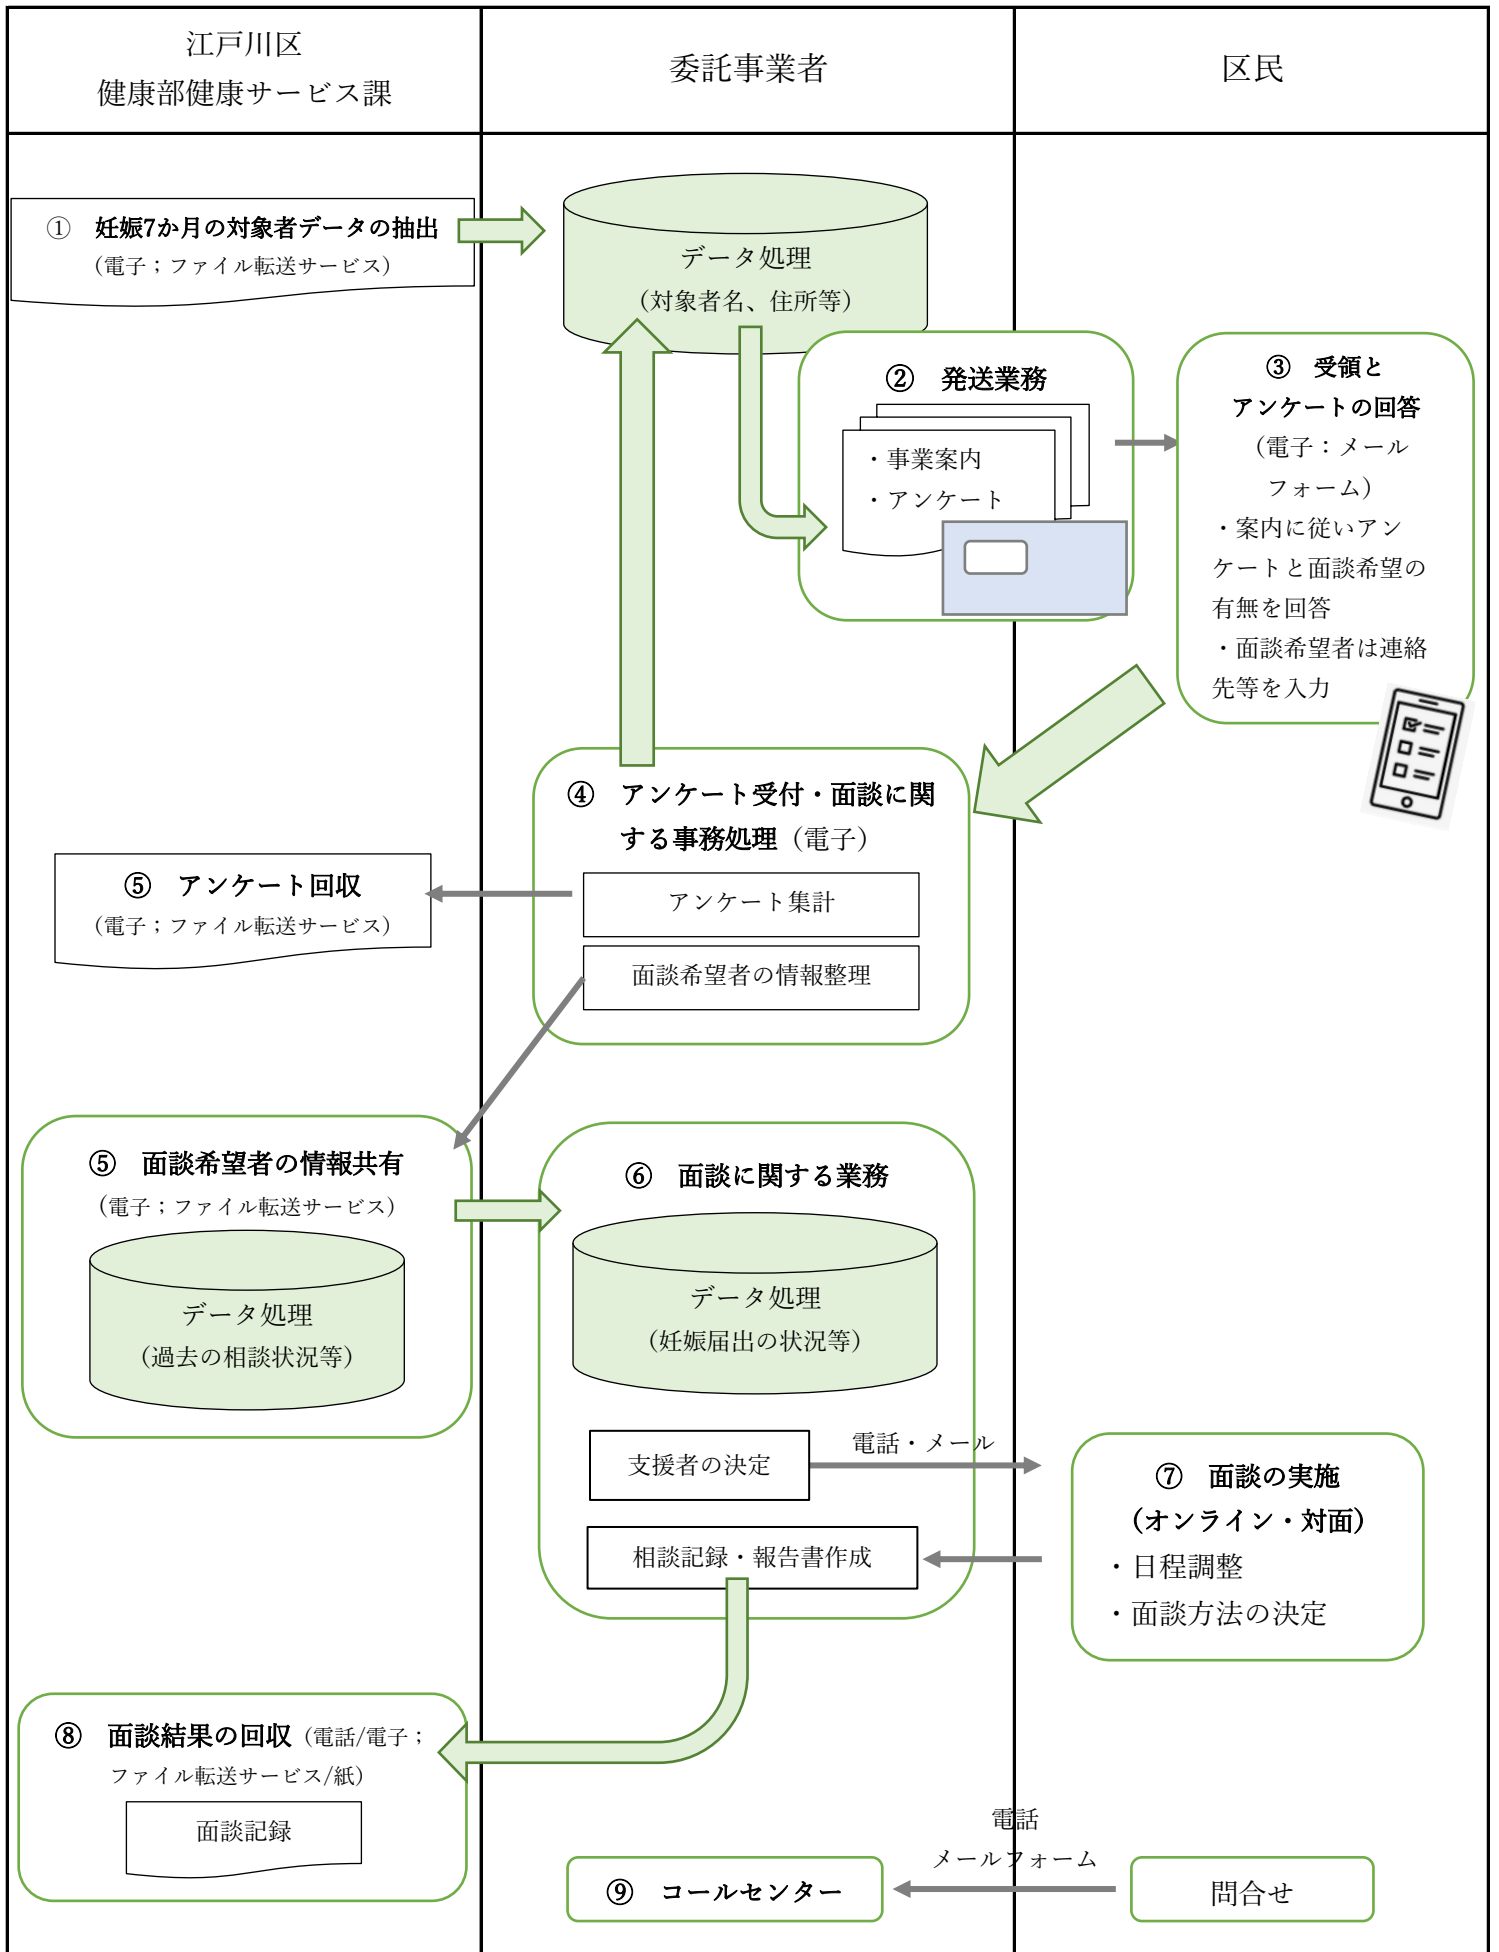 江戸川区
健康部健康サービス課
委託事業者
区民
① 妊娠7か月の対象者データの抽出
（電子；ファイル転送サービス）
データ処理
（対象者名、住所等）
② 発送業務
・事業案内
・アンケート
③ 受領と
アンケートの回答
（電子：メール
フォーム）
・案内に従いアン
ケートと面談希望の
有無を回答
・面談希望者は連絡
先等を入力
④ アンケート受付・面談に関
する事務処理（電子）
アンケート集計
面談希望者の情報整理
⑤ アンケート回収
（電子；ファイル転送サービス）
⑤ 面談希望者の情報共有
（電子；ファイル転送サービス）
データ処理
（過去の相談状況等）
⑥ 面談に関する業務
データ処理
（妊娠届出の状況等）
支援者の決定
電話・メール
相談記録・報告書作成
⑦ 面談の実施
（オンライン・対面）
・日程調整
・面談方法の決定
⑧ 面談結果の回収（電話/電子；
ファイル転送サービス/紙）
面談記録
電話
メールフォーム
⑨ コールセンター
問合せ